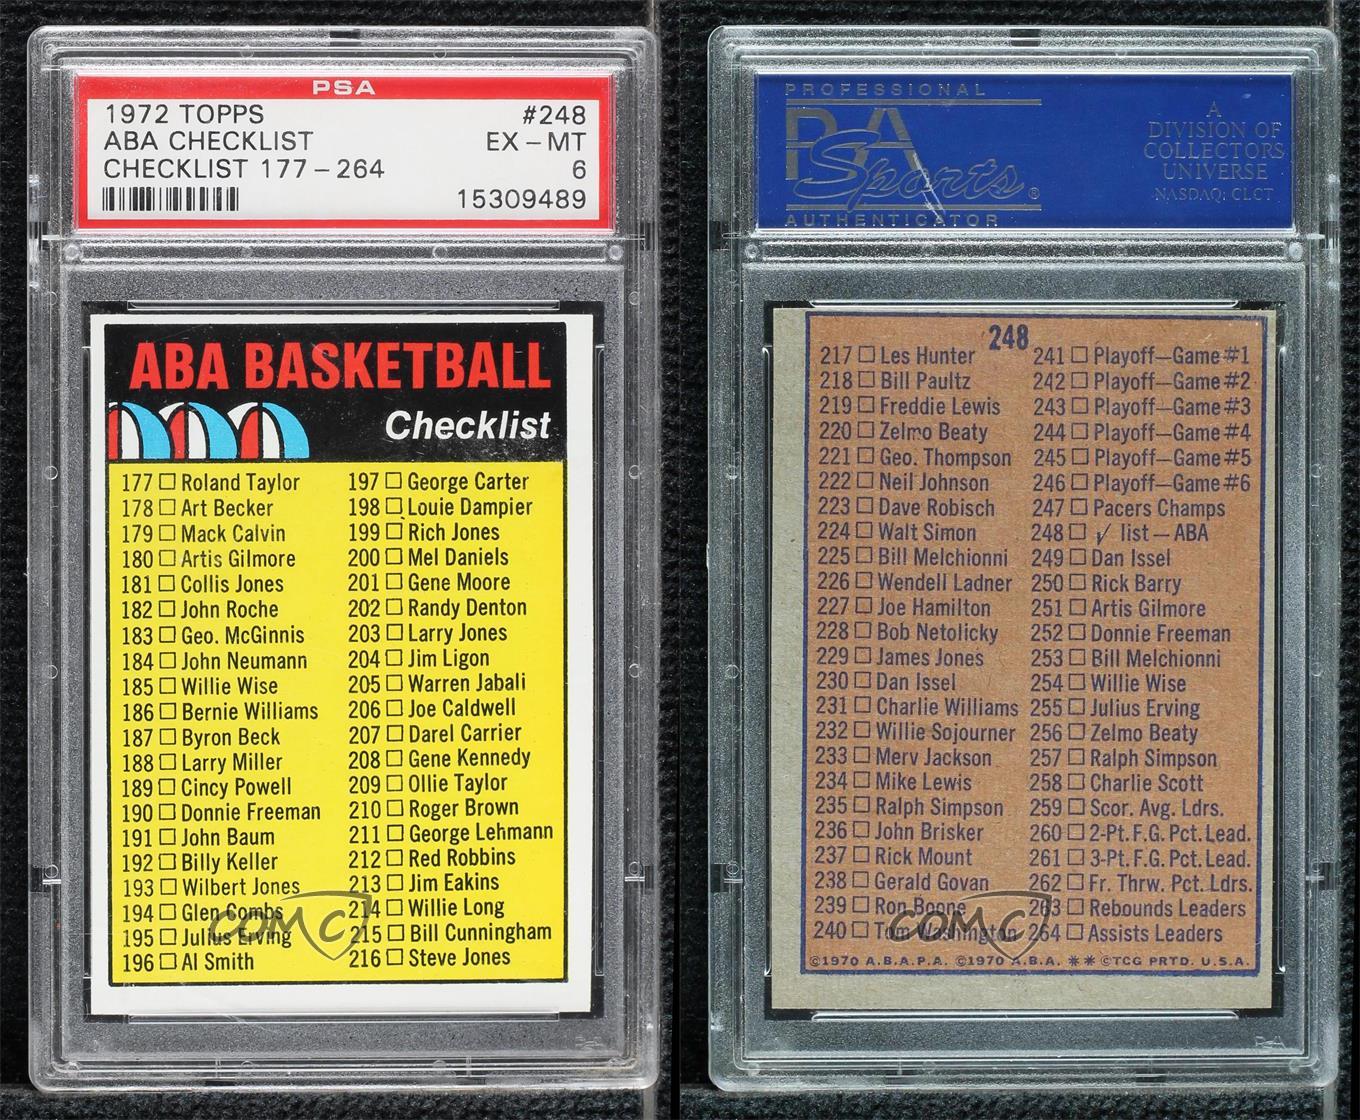 PSA
1972 TOPPS #248
ABA CHECKLIST EX - MT
CHECKLIST 177 - 264 6
15309489
ABA BASKETBALL
Checklist
177 Roland Taylor
178 Art Becker
179 Mack Calvin
180 Artis Gilmore
181 Collis Jones
182 John Roche
183 Geo. McGinnis
184 John Neumann
185 Willie Wise
186 Bernie Williams
187 Byron Beck
188 Larry Miller
189 Cincy Powell
190 Donnie Freeman
191 John Baum
192 Billy Keller
193 Wilbert Jones
194 Glen Combs
195 Julius Erving
196 Al Smith
197 George Carter
198 Louie Dampier
199 Rich Jones
200 Mel Daniels
201 Gene Moore
202 Randy Denton
203 Larry Jones
204 Jim Ligon
205 Warren Jabali
206 Joe Caldwell
207 Darel Carrier
208 Gene Kennedy
209 Ollie Taylor
210 Roger Brown
211 George Lehmann
212 Red Robbins
213 Jim Eakins
214 Willie Long
215 Bill Cunningham
216 Steve Jones
COMC
PROFESSIONAL
PSA
Sports ®
AUTHENTICATOR
A
DIVISION OF
COLLECTORS
UNIVERSE
NASDAQ: CLCT
248
217 Les Hunter
218 Bill Paultz
219 Freddie Lewis
220 Zelmo Beaty
221 Geo. Thompson
222 Neil Johnson
223 Dave Robisch
224 Walt Simon
225 Bill Melchionni
226 Wendell Ladner
227 Joe Hamilton
228 Bob Netolicky
229 James Jones
230 Dan Issel
231 Charlie Williams
232 Willie Sojourner
233 Merv Jackson
234 Mike Lewis
235 Ralph Simpson
236 John Brisker
237 Rick Mount
238 Gerald Govan
239 Ron Boone
240 Tom Washington
241 Playoff—Game #1
242 Playoff—Game #2
243 Playoff—Game #3
244 Playoff—Game #4
245 Playoff—Game #5
246 Playoff—Game #6
247 Pacers Champs
248 ✓ list — ABA
249 Dan Issel
250 Rick Barry
251 Artis Gilmore
252 Donnie Freeman
253 Bill Melchionni
254 Willie Wise
255 Julius Erving
256 Zelmo Beaty
257 Ralph Simpson
258 Charlie Scott
259 Scor. Avg. Ldrs.
260 2-Pt. F.G. Pct. Lead.
261 3-Pt. F.G. Pct. Lead.
262 Fr. Thrw. Pct. Ldrs.
263 Rebounds Leaders
264 Assists Leaders
©1970 A.B.A.P.A. ©1970 A.B.A. ** ©TCG PRTD. U.S.A.
COMC